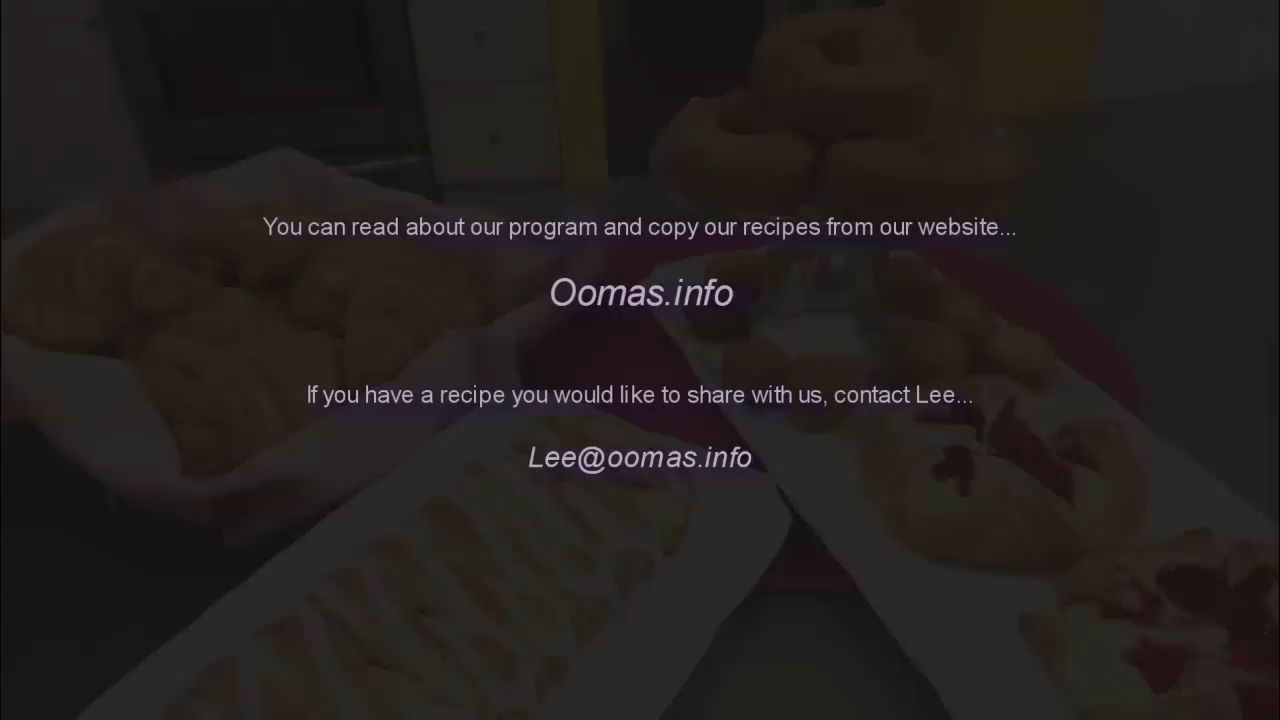 You can read about our program and copy our recipes from our website...
Oomas.info
If you have a recipe you would like to share with us, contact Lee...
Lee@oomas.info